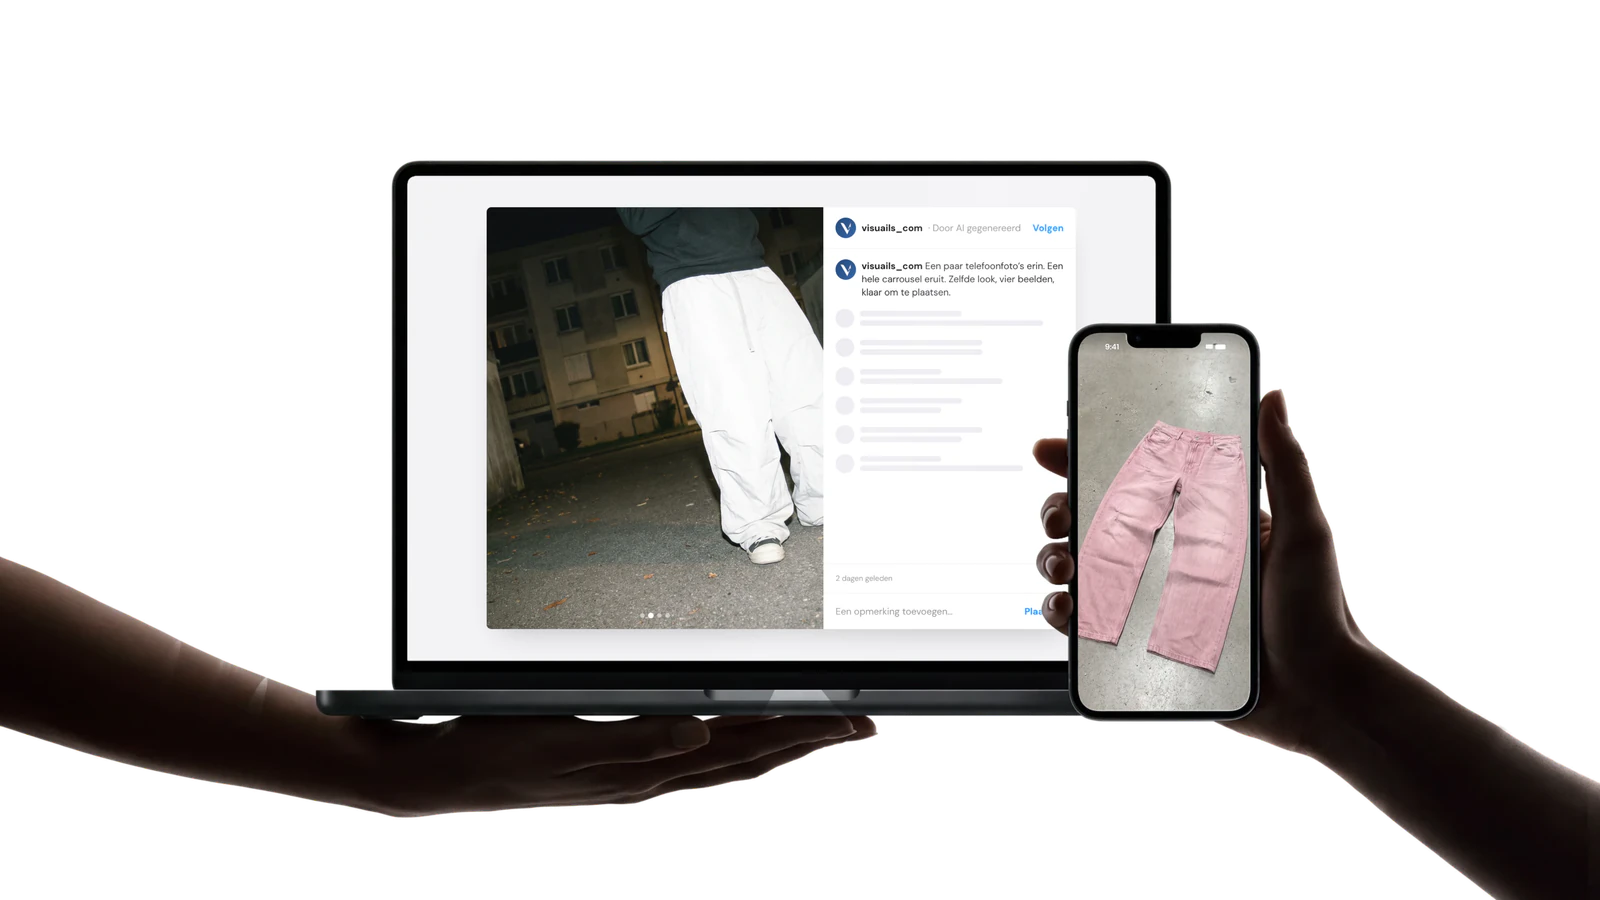 visuails_com · Door AI gegenereerd Volgen
visuails_com Een paar telefoonfoto's erin. Een
hele carrousel eruit. Zelfde look, vier beelden,
klaar om te plaatsen.
2 dagen geleden
Een opmerking toevoegen...
9:41